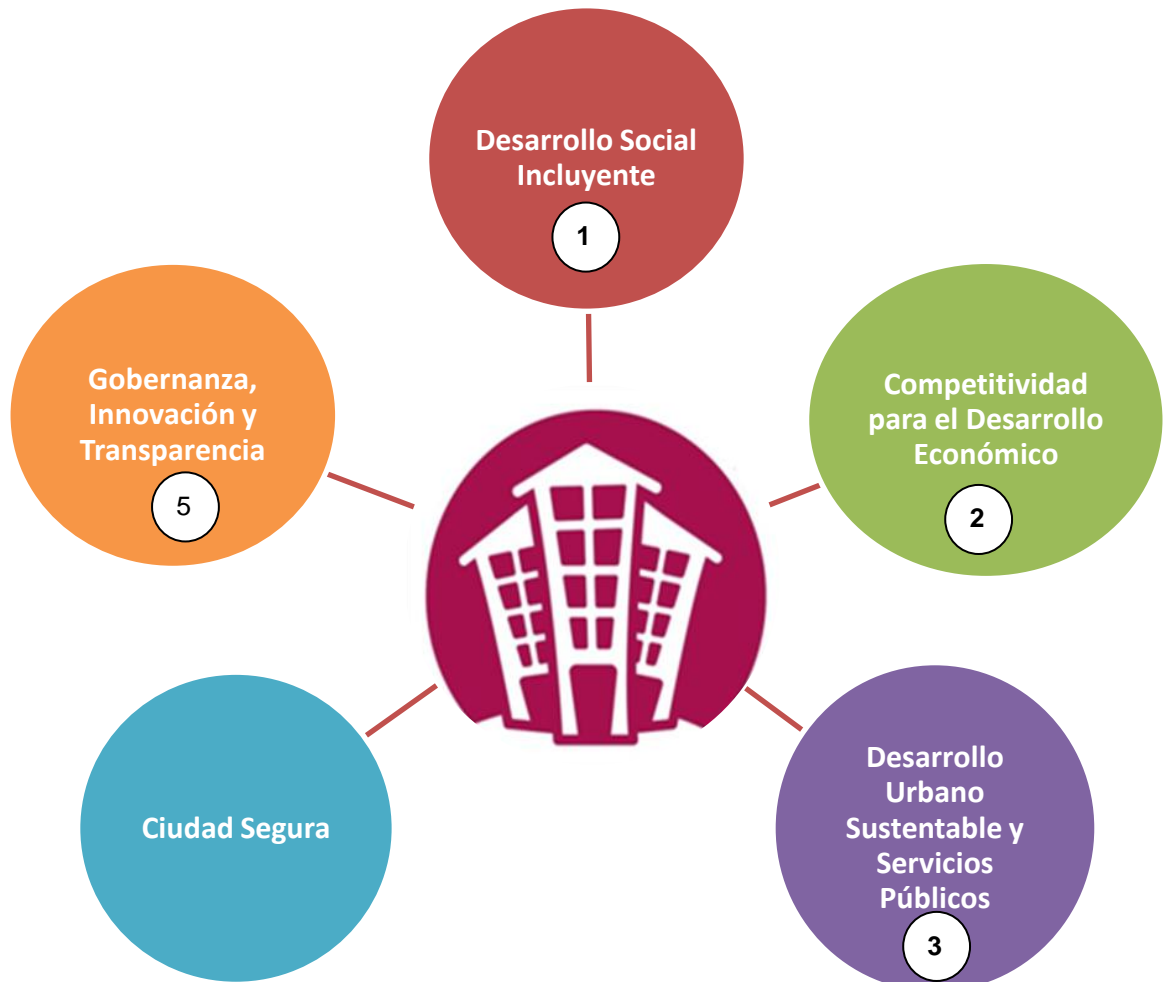 Desarrollo Social
Incluyente
1
Competitividad
para el Desarrollo
Económico
2
Desarrollo
Urbano
Sustentable y
Servicios
Públicos
3
Ciudad Segura
Gobernanza,
Innovación y
Transparencia
5